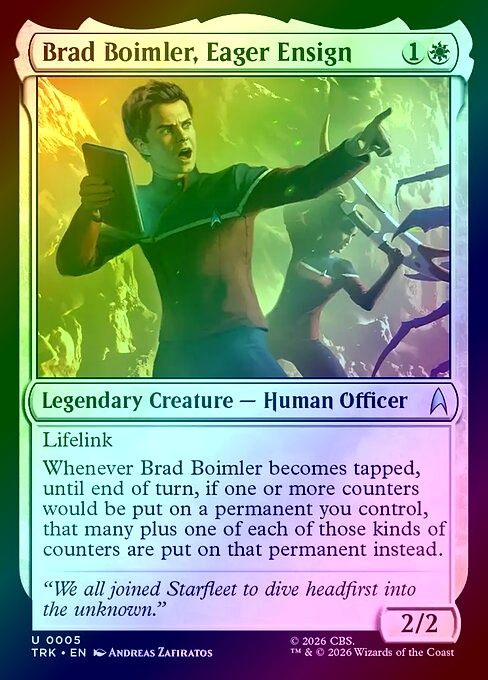 Brad Boimler, Eager Ensign 1
Legendary Creature — Human Officer
Lifelink
Whenever Brad Boimler becomes tapped,
until end of turn, if one or more counters
would be put on a permanent you control,
that many plus one of each of those kinds of
counters are put on that permanent instead.
“We all joined Starfleet to dive headfirst into
the unknown.”
2/2
U 0005
TRK • EN ANDREAS ZAFIRATOS
© 2026 CBS.
™ & © 2026 Wizards of the Coast